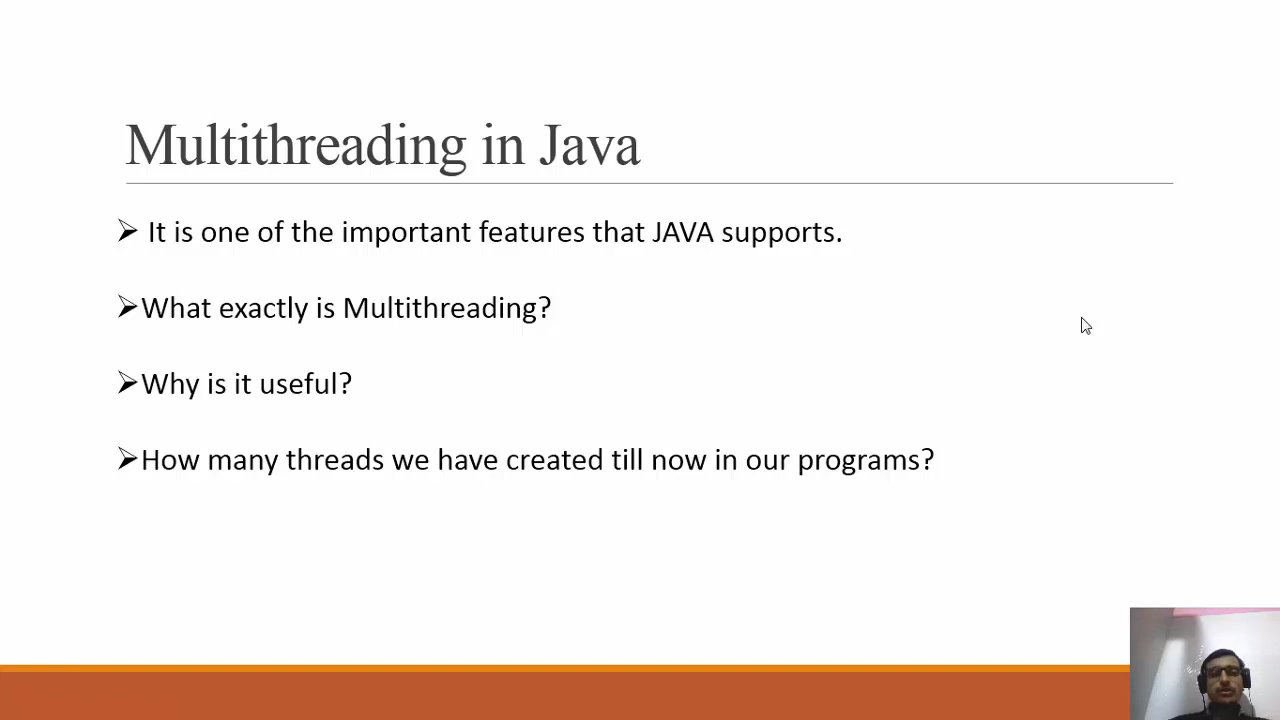 Multithreading in Java
It is one of the important features that JAVA supports.
What exactly is Multithreading?
Why is it useful?
How many threads we have created till now in our programs?